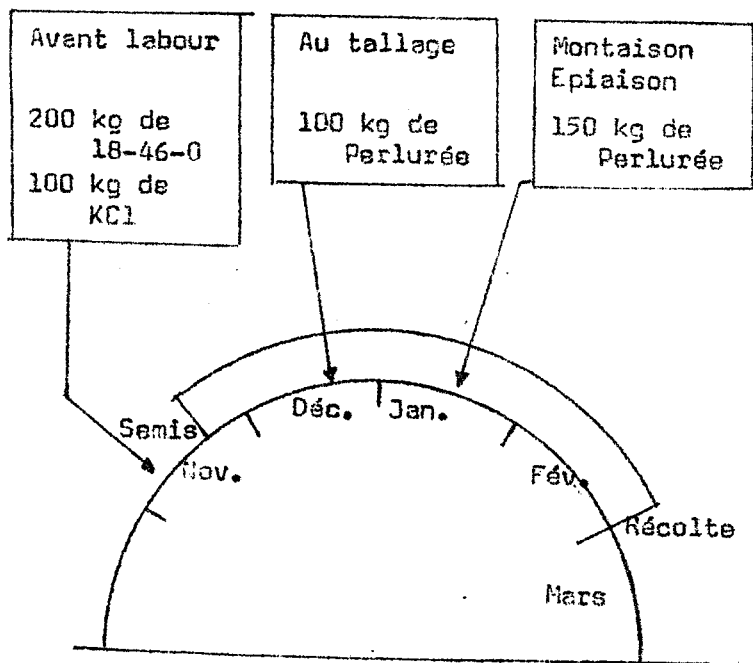 Avant labour
200 kg de
18-46-0
100 kg de
KCl
Au tallage
100 kg de
Perlurée
Montaison
Epiaison
150 kg de
Perlurée
Semis
Nov.
Déc.
Jan.
Fév.
Récolte
Mars